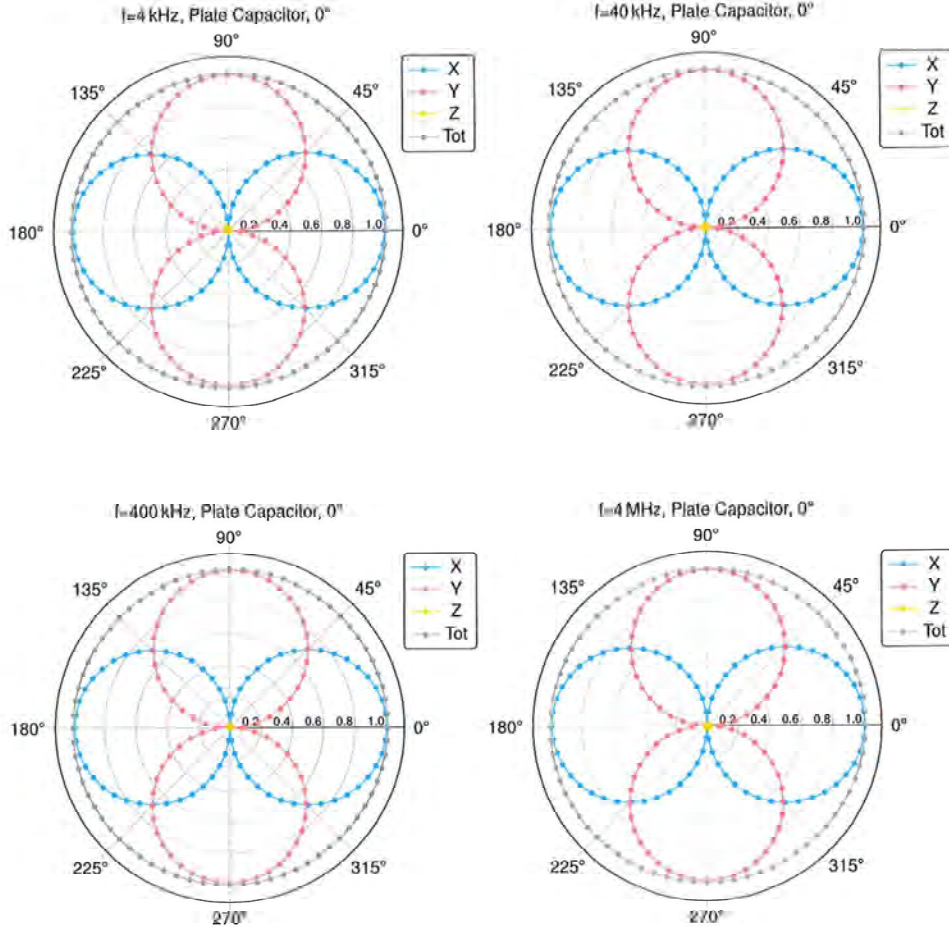 f=4 kHz, Plate Capacitor, 0°
90°
135°
45°
180°
0.2 0.4 0.6 0.8 1.0
0°
225°
315°
270°
X
Y
Z
Tot
f=40 kHz, Plate Capacitor, 0°
90°
135°
45°
180°
0.2 0.4 0.6 0.8 1.0
0°
225°
315°
270°
X
Y
Z
Tot
f=400 kHz, Plate Capacitor, 0°
90°
135°
45°
180°
0.2 0.4 0.6 0.8 1.0
0°
225°
315°
270°
X
Y
Z
Tot
f=4 MHz, Plate Capacitor, 0°
90°
135°
45°
180°
0.2 0.4 0.6 0.8 1.0
0°
225°
315°
270°
X
Y
Z
Tot